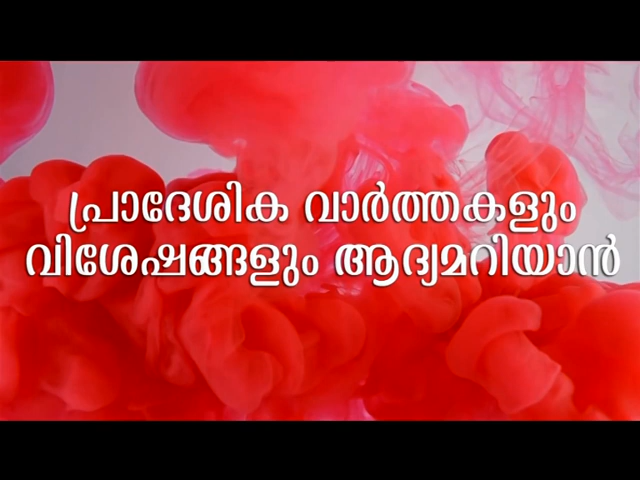 പ്രാദേശിക വാർത്തകളും
വിശേഷങ്ങളും ആദ്യമറിയാൻ